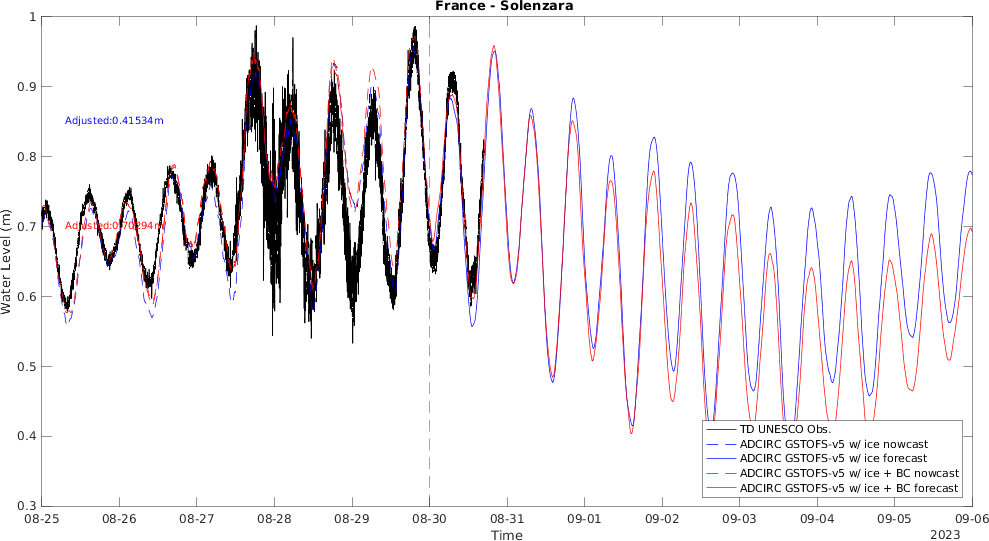 France - Solenzara
1
0.9
0.8
0.7
0.6
0.5
0.4
0.3
Water Level (m)
Adjusted:0.41534m
Adjusted:0.70294m
TD UNESCO Obs.
ADCIRC GSTOFS-v5 w/ ice nowcast
ADCIRC GSTOFS-v5 w/ ice forecast
ADCIRC GSTOFS-v5 w/ ice + BC nowcast
ADCIRC GSTOFS-v5 w/ ice + BC forecast
08-25 08-26 08-27 08-28 08-29 08-30 08-31 09-01 09-02 09-03 09-04 09-05 09-06
Time
2023